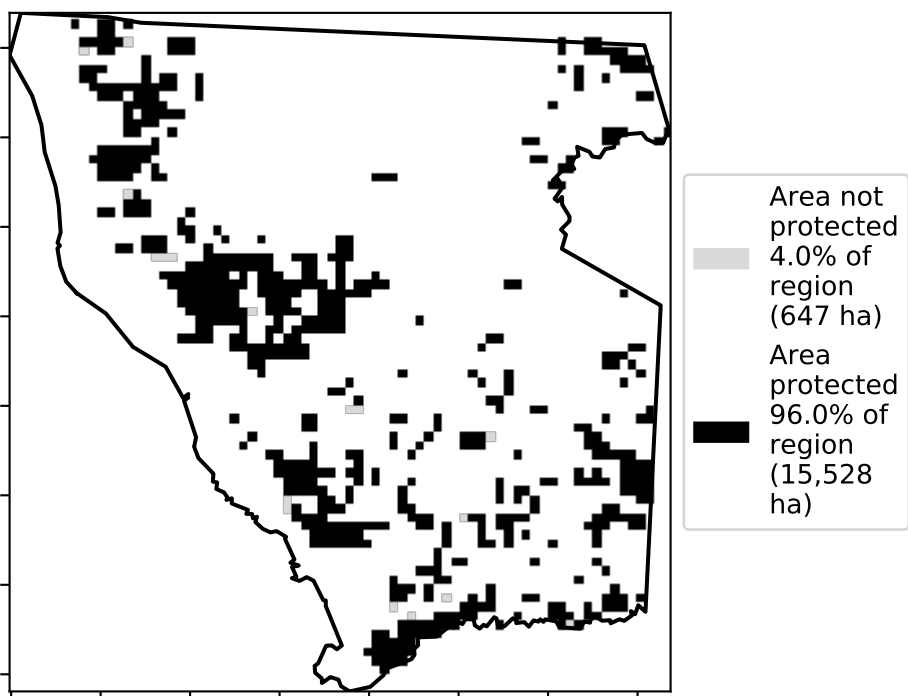 Area not
protected
4.0% of
region
(647 ha)
Area
protected
96.0% of
region
(15,528
ha)